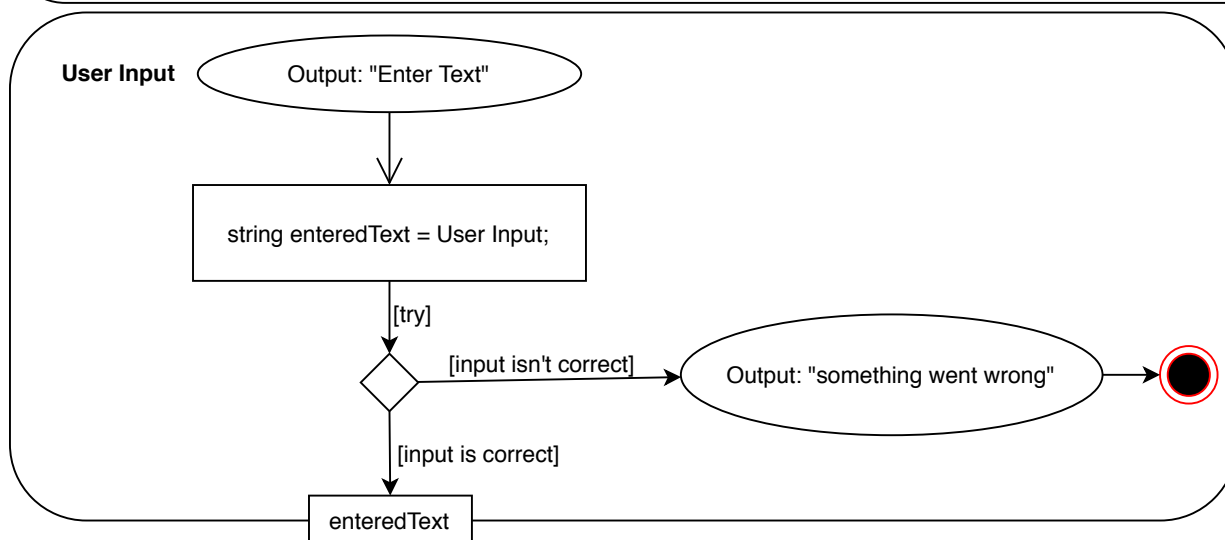 User Input
Output: "Enter Text"
string enteredText = User Input;
[try]
[input isn't correct]
Output: "something went wrong"
[input is correct]
enteredText